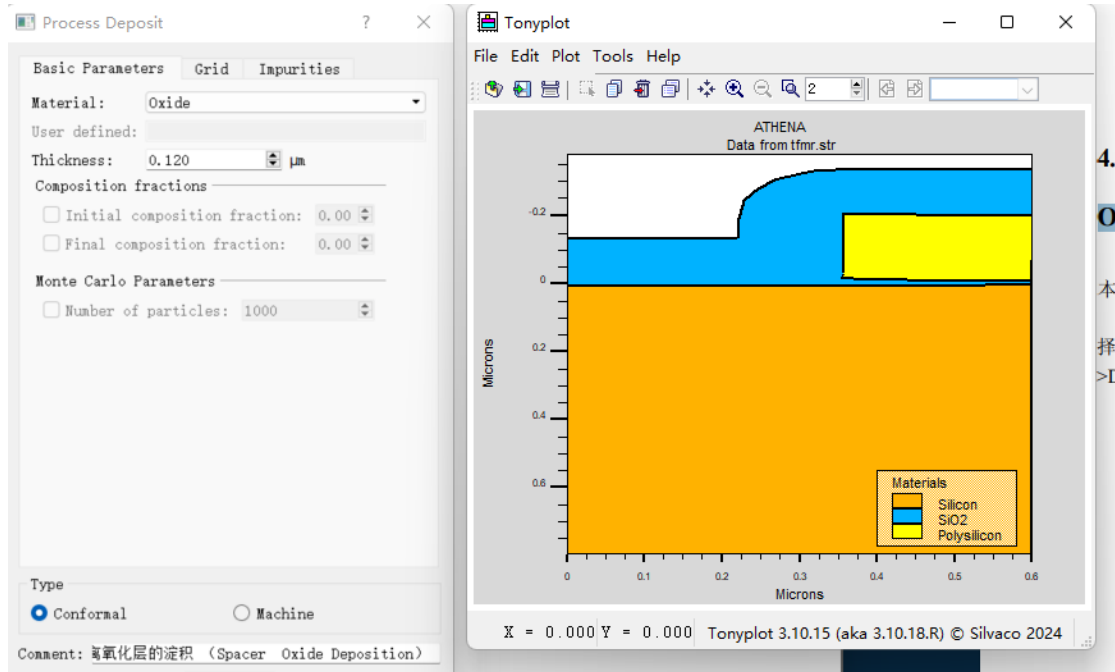 Process Deposit ?
Basic Parameters Grid Impurities
Material: Oxide
User defined:
Thickness: 0.120 μm
Composition fractions
Initial composition fraction: 0.00
Final composition fraction: 0.00
Monte Carlo Parameters
Number of particles: 1000
Type
Conformal Machine
Comment: 氧化层的淀积 (Spacer Oxide Deposition)
Tonyplot
File Edit Plot Tools Help
2
ATHENA
Data from tfmr.str
-0.2
0
0.2
0.4
0.6
Microns
Materials
Silicon
SiO2
Polysilicon
0 0.1 0.2 0.3 0.4 0.5 0.6
Microns
X = 0.000 Y = 0.000 Tonyplot 3.10.15 (aka 3.10.18.R) © Silvaco 2024
4.
O
本
择
>D